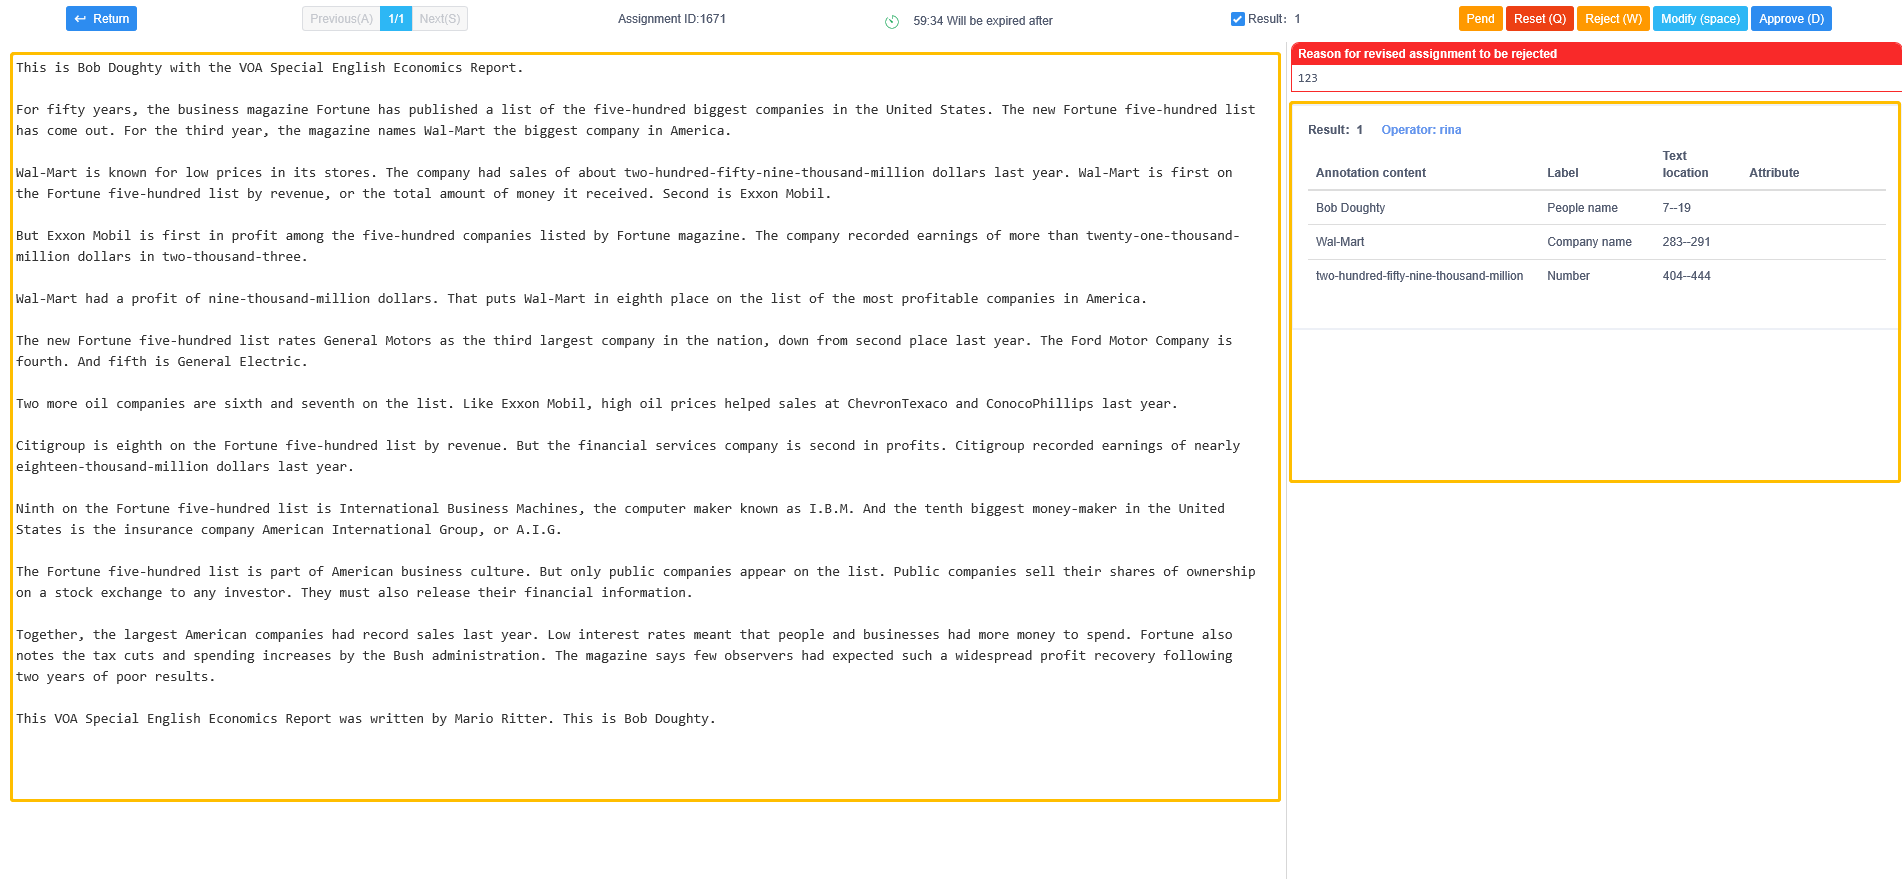 Return
Previous(A) 1/1 Next(S)
Assignment ID:1671
59:34 Will be expired after
Result: 1
Pend Reset (Q) Reject (W) Modify (space) Approve (D)
This is Bob Doughty with the VOA Special English Economics Report.
For fifty years, the business magazine Fortune has published a list of the five-hundred biggest companies in the United States. The new Fortune five-hundred list
has come out. For the third year, the magazine names Wal-Mart the biggest company in America.
Wal-Mart is known for low prices in its stores. The company had sales of about two-hundred-fifty-nine-thousand-million dollars last year. Wal-Mart is first on
the Fortune five-hundred list by revenue, or the total amount of money it received. Second is Exxon Mobil.
But Exxon Mobil is first in profit among the five-hundred companies listed by Fortune magazine. The company recorded earnings of more than twenty-one-thousand-
million dollars in two-thousand-three.
Wal-Mart had a profit of nine-thousand-million dollars. That puts Wal-Mart in eighth place on the list of the most profitable companies in America.
The new Fortune five-hundred list rates General Motors as the third largest company in the nation, down from second place last year. The Ford Motor Company is
fourth. And fifth is General Electric.
Two more oil companies are sixth and seventh on the list. Like Exxon Mobil, high oil prices helped sales at ChevronTexaco and ConocoPhillips last year.
Citigroup is eighth on the Fortune five-hundred list by revenue. But the financial services company is second in profits. Citigroup recorded earnings of nearly
eighteen-thousand-million dollars last year.
Ninth on the Fortune five-hundred list is International Business Machines, the computer maker known as I.B.M. And the tenth biggest money-maker in the United
States is the insurance company American International Group, or A.I.G.
The Fortune five-hundred list is part of American business culture. But only public companies appear on the list. Public companies sell their shares of ownership
on a stock exchange to any investor. They must also release their financial information.
Together, the largest American companies had record sales last year. Low interest rates meant that people and businesses had more money to spend. Fortune also
notes the tax cuts and spending increases by the Bush administration. The magazine says few observers had expected such a widespread profit recovery following
two years of poor results.
This VOA Special English Economics Report was written by Mario Ritter. This is Bob Doughty.
Reason for revised assignment to be rejected
123
Result: 1 Operator: rina
Annotation content Label Text location Attribute
Bob Doughty People name 7--19
Wal-Mart Company name 283--291
two-hundred-fifty-nine-thousand-million Number 404--444